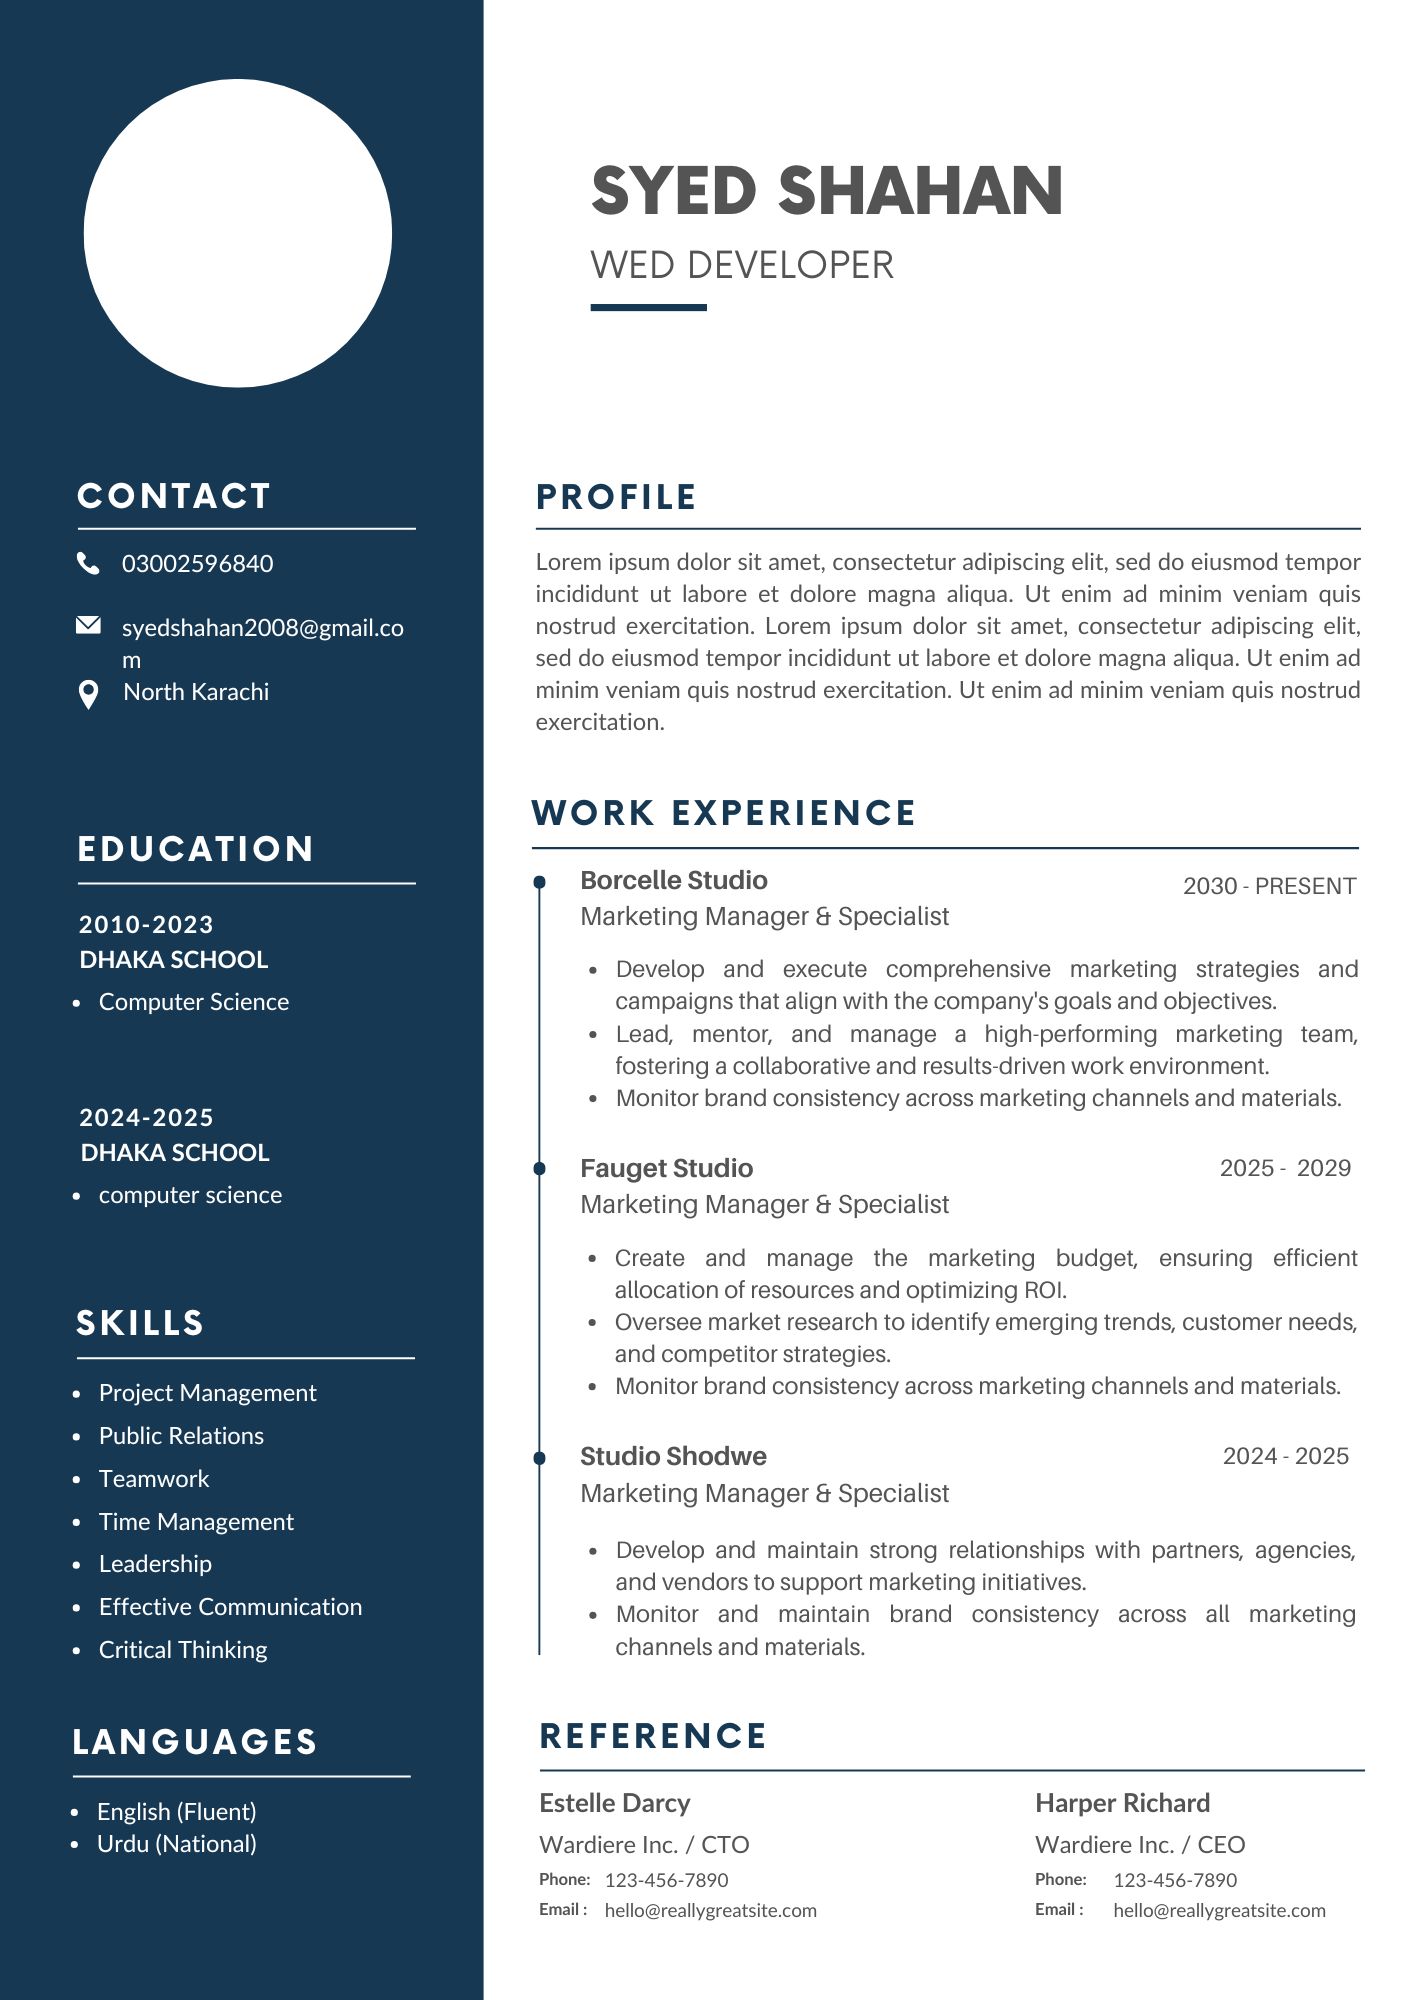 SYED SHAHAN
WED DEVELOPER
CONTACT
03002596840
syedshahan2008@gmail.co
m
North Karachi
EDUCATION
2010-2023
DHAKA SCHOOL
• Computer Science
2024-2025
DHAKA SCHOOL
• computer science
SKILLS
• Project Management
• Public Relations
• Teamwork
• Time Management
• Leadership
• Effective Communication
• Critical Thinking
LANGUAGES
• English (Fluent)
• Urdu (National)
PROFILE
Lorem ipsum dolor sit amet, consectetur adipiscing elit, sed do eiusmod tempor
incididunt ut labore et dolore magna aliqua. Ut enim ad minim veniam quis
nostrud exercitation. Lorem ipsum dolor sit amet, consectetur adipiscing elit,
sed do eiusmod tempor incididunt ut labore et dolore magna aliqua. Ut enim ad
minim veniam quis nostrud exercitation. Ut enim ad minim veniam quis nostrud
exercitation.
WORK EXPERIENCE
Borcelle Studio
2030 - PRESENT
Marketing Manager & Specialist
• Develop and execute comprehensive marketing strategies and
campaigns that align with the company's goals and objectives.
• Lead, mentor, and manage a high-performing marketing team,
fostering a collaborative and results-driven work environment.
• Monitor brand consistency across marketing channels and materials.
Fauget Studio
2025 - 2029
Marketing Manager & Specialist
• Create and manage the marketing budget, ensuring efficient
allocation of resources and optimizing ROI.
• Oversee market research to identify emerging trends, customer needs,
and competitor strategies.
• Monitor brand consistency across marketing channels and materials.
Studio Shodwe
2024 - 2025
Marketing Manager & Specialist
• Develop and maintain strong relationships with partners, agencies,
and vendors to support marketing initiatives.
• Monitor and maintain brand consistency across all marketing
channels and materials.
REFERENCE
Estelle Darcy
Wardiere Inc. / CTO
Phone: 123-456-7890
Email : hello@reallygreatsite.com
Harper Richard
Wardiere Inc. / CEO
Phone: 123-456-7890
Email : hello@reallygreatsite.com